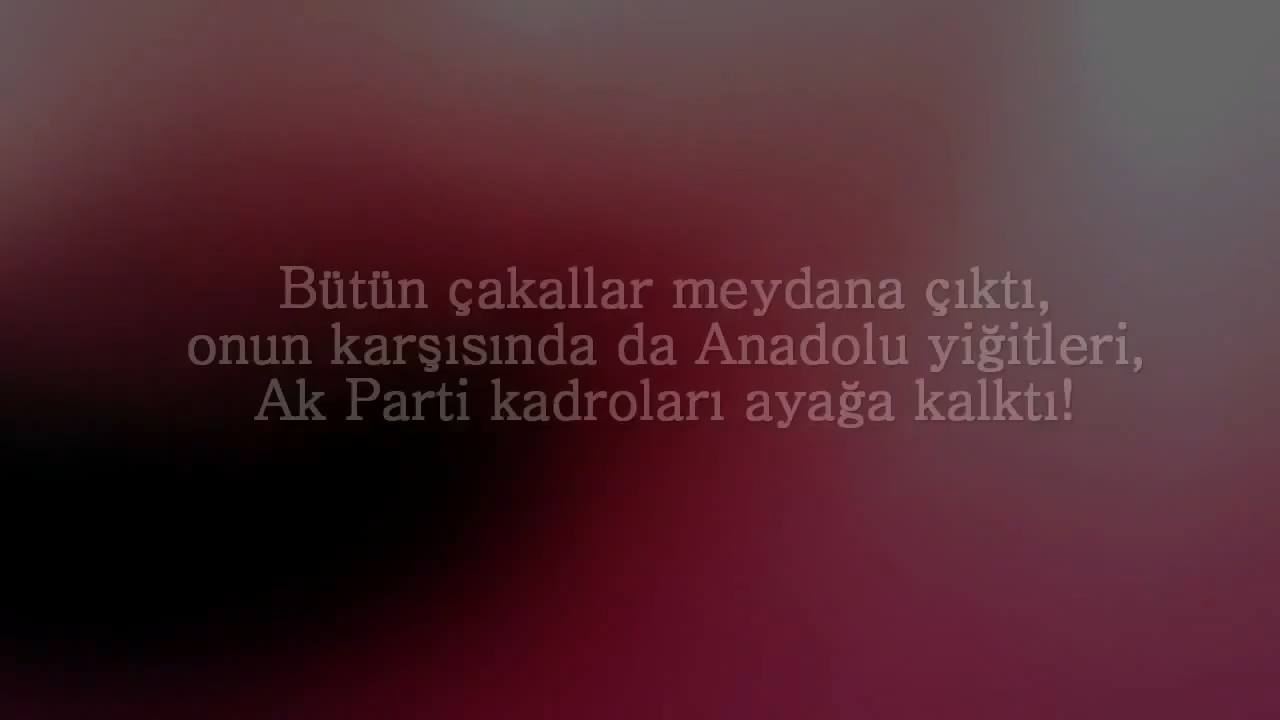 Bütün çakallar meydana çıktı,
onun karşısında da Anadolu yiğitleri,
Ak Parti kadroları ayağa kalktı!